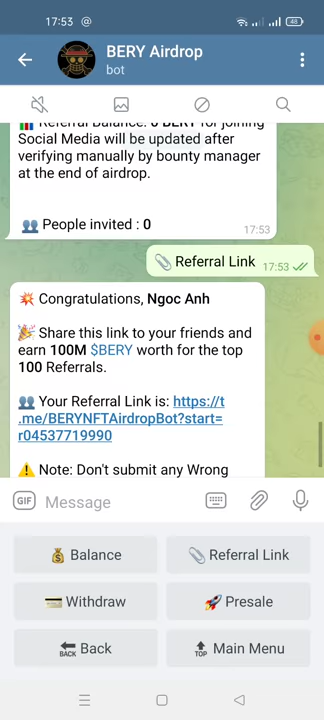 17:53
48
BERY Airdrop
bot
Referral Balance: 0 BERY for joining
Social Media will be updated after
verifying manually by bounty manager
at the end of airdrop.
People invited : 0
17:53
Referral Link 17:53
Congratulations, Ngoc Anh
Share this link to your friends and
earn 100M $BERY worth for the top
100 Referrals.
Your Referral Link is: https://t
.me/BERYNFTAirdropBot?start=
r04537719990
Note: Don't submit any Wrong
GIF Message
Balance
Referral Link
Withdraw
Presale
BACK Back
TOP Main Menu